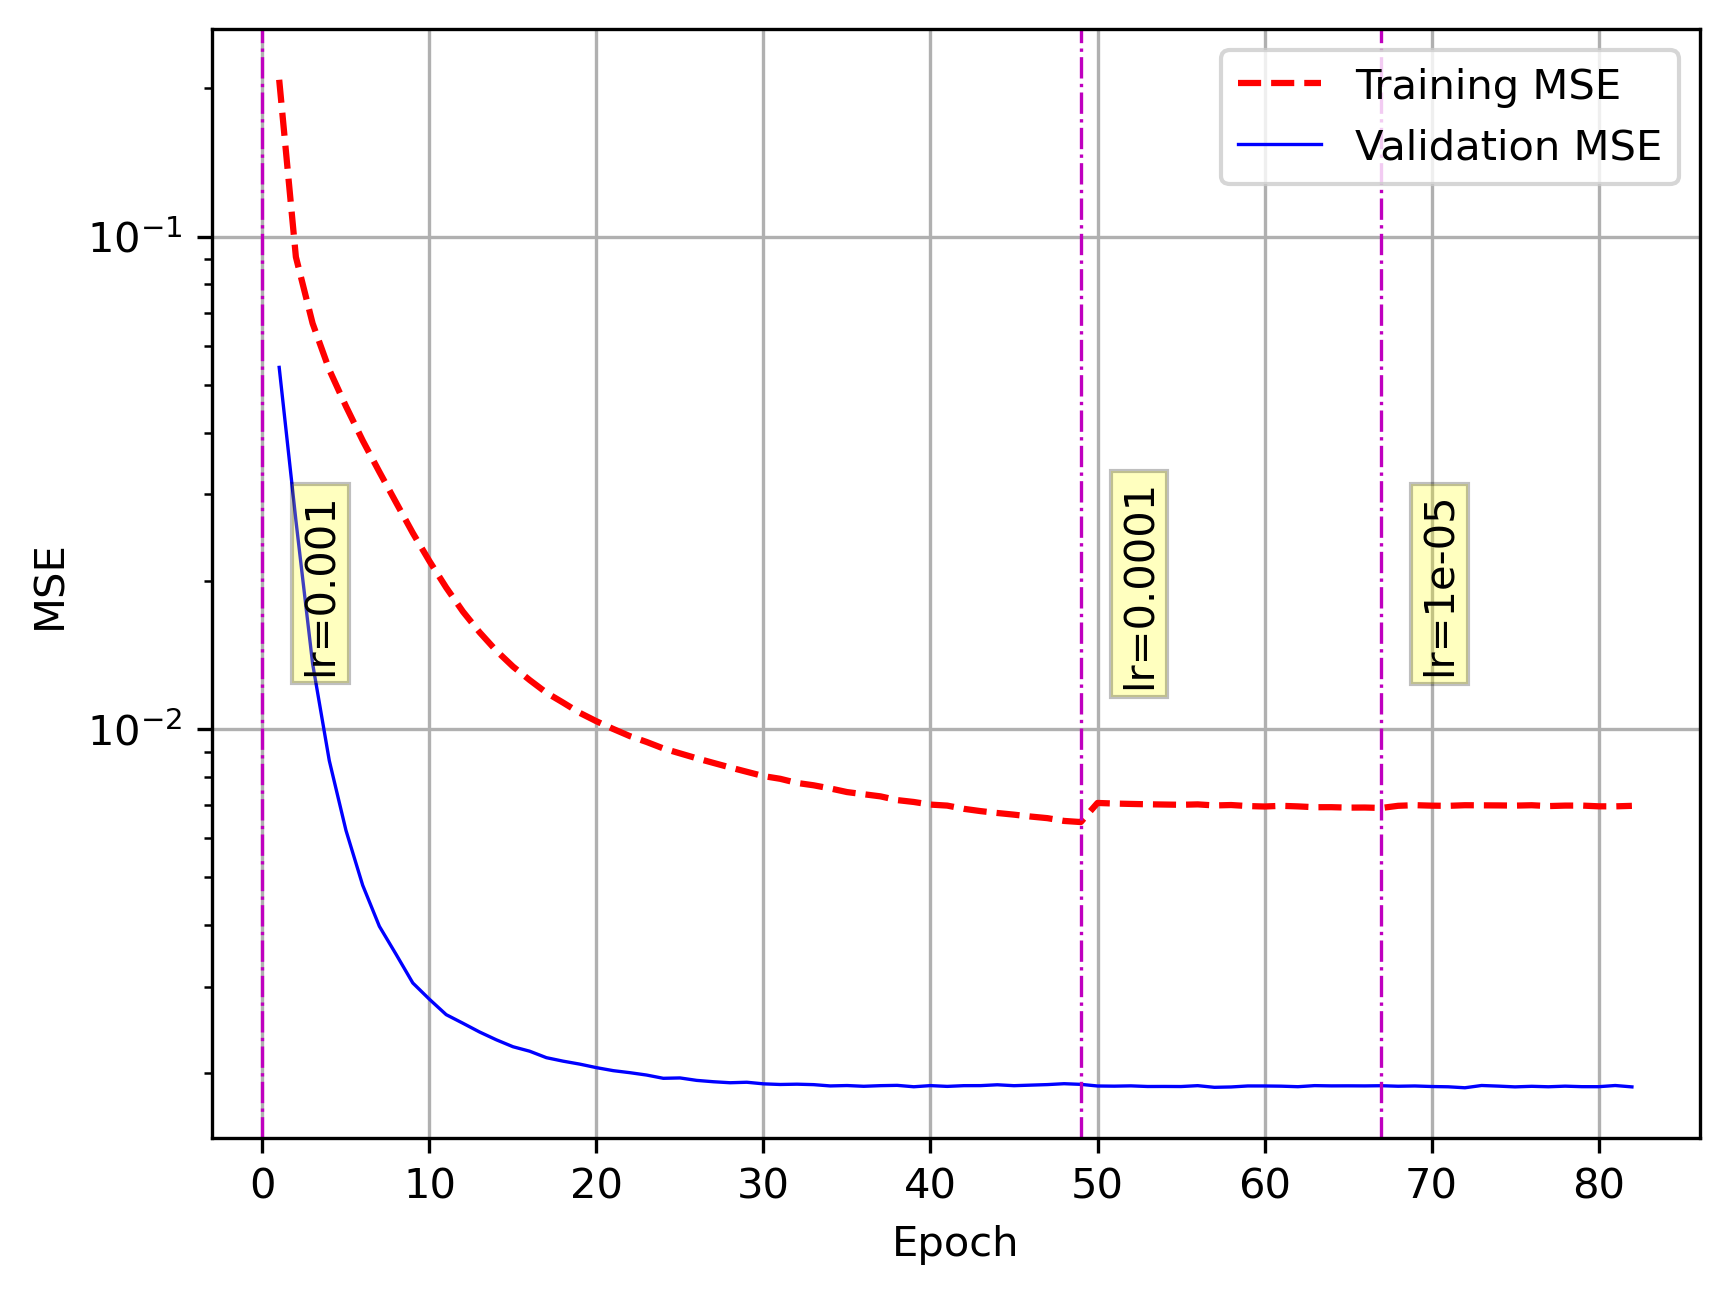 Training MSE
Validation MSE
10⁻¹
10⁻²
MSE
lr=0.001
lr=0.0001
lr=1e-05
0 10 20 30 40 50 60 70 80
Epoch